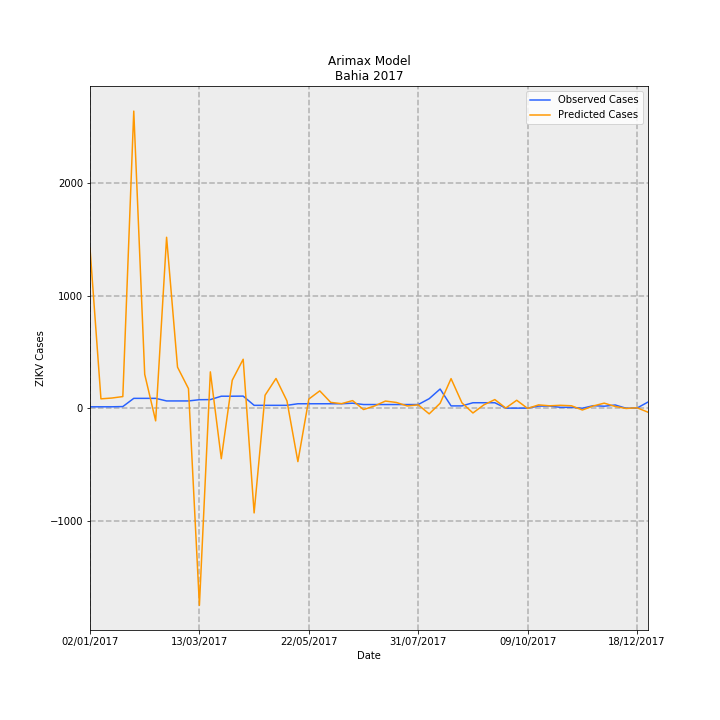 Arimax Model
Bahia 2017
Observed Cases
Predicted Cases
2000
1000
0
−1000
ZIKV Cases
02/01/2017 13/03/2017 22/05/2017 31/07/2017 09/10/2017 18/12/2017
Date